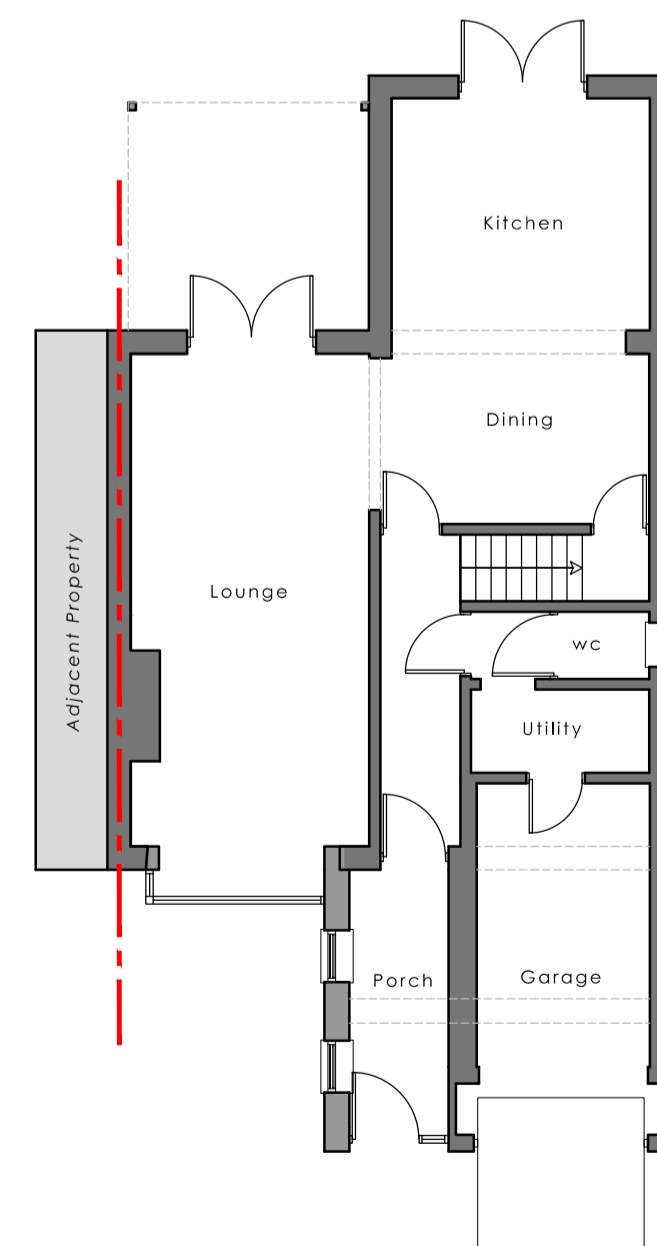 Kitchen
Dining
Lounge
Adjacent Property
wc
Utility
Porch
Garage